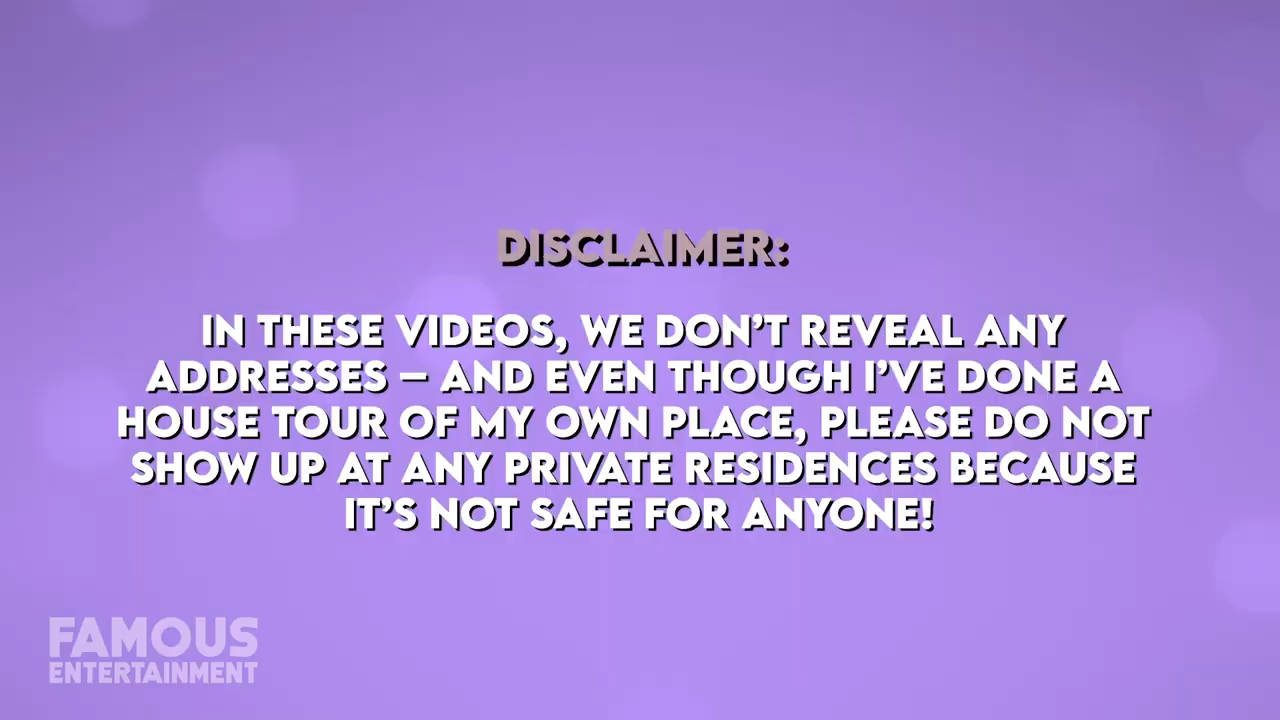 DISCLAIMER:
IN THESE VIDEOS, WE DON'T REVEAL ANY
ADDRESSES – AND EVEN THOUGH I'VE DONE A
HOUSE TOUR OF MY OWN PLACE, PLEASE DO NOT
SHOW UP AT ANY PRIVATE RESIDENCES BECAUSE
IT'S NOT SAFE FOR ANYONE!
FAMOUS
ENTERTAINMENT